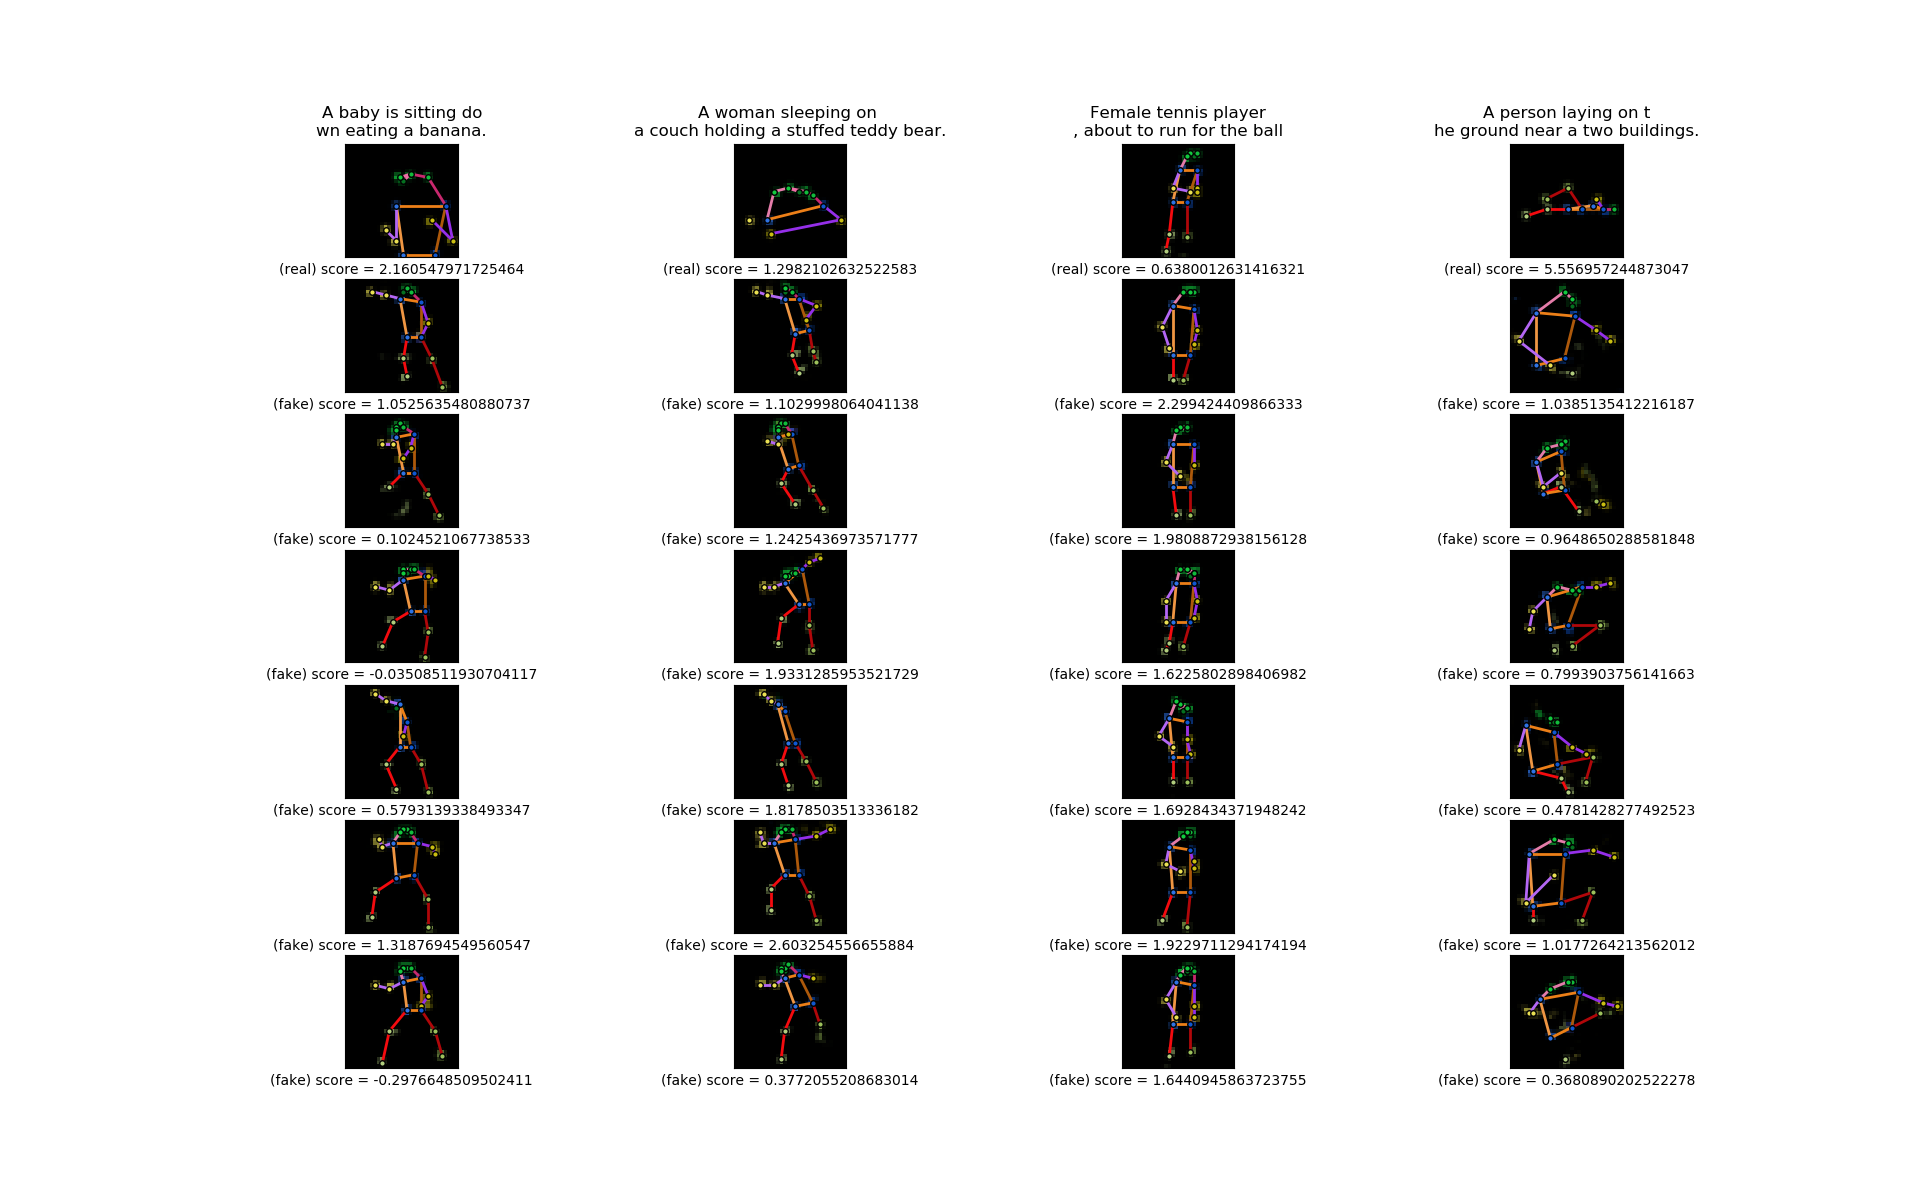 A baby is sitting do
wn eating a banana.
A woman sleeping on
a couch holding a stuffed teddy bear.
Female tennis player
, about to run for the ball
A person laying on t
he ground near a two buildings.
(real) score = 2.160547971725464
(real) score = 1.2982102632522583
(real) score = 0.6380012631416321
(real) score = 5.556957244873047
(fake) score = 1.0525635480880737
(fake) score = 1.1029998064041138
(fake) score = 2.299424409866333
(fake) score = 1.0385135412216187
(fake) score = 0.1024521067738533
(fake) score = 1.2425436973571777
(fake) score = 1.9808872938156128
(fake) score = 0.9648650288581848
(fake) score = -0.03508511930704117
(fake) score = 1.9331285953521729
(fake) score = 1.6225802898406982
(fake) score = 0.7993903756141663
(fake) score = 0.5793139338493347
(fake) score = 1.8178503513336182
(fake) score = 1.6928434371948242
(fake) score = 0.4781428277492523
(fake) score = 1.3187694549560547
(fake) score = 2.603254556655884
(fake) score = 1.9229711294174194
(fake) score = 1.0177264213562012
(fake) score = -0.2976648509502411
(fake) score = 0.3772055208683014
(fake) score = 1.6440945863723755
(fake) score = 0.3680890202522278